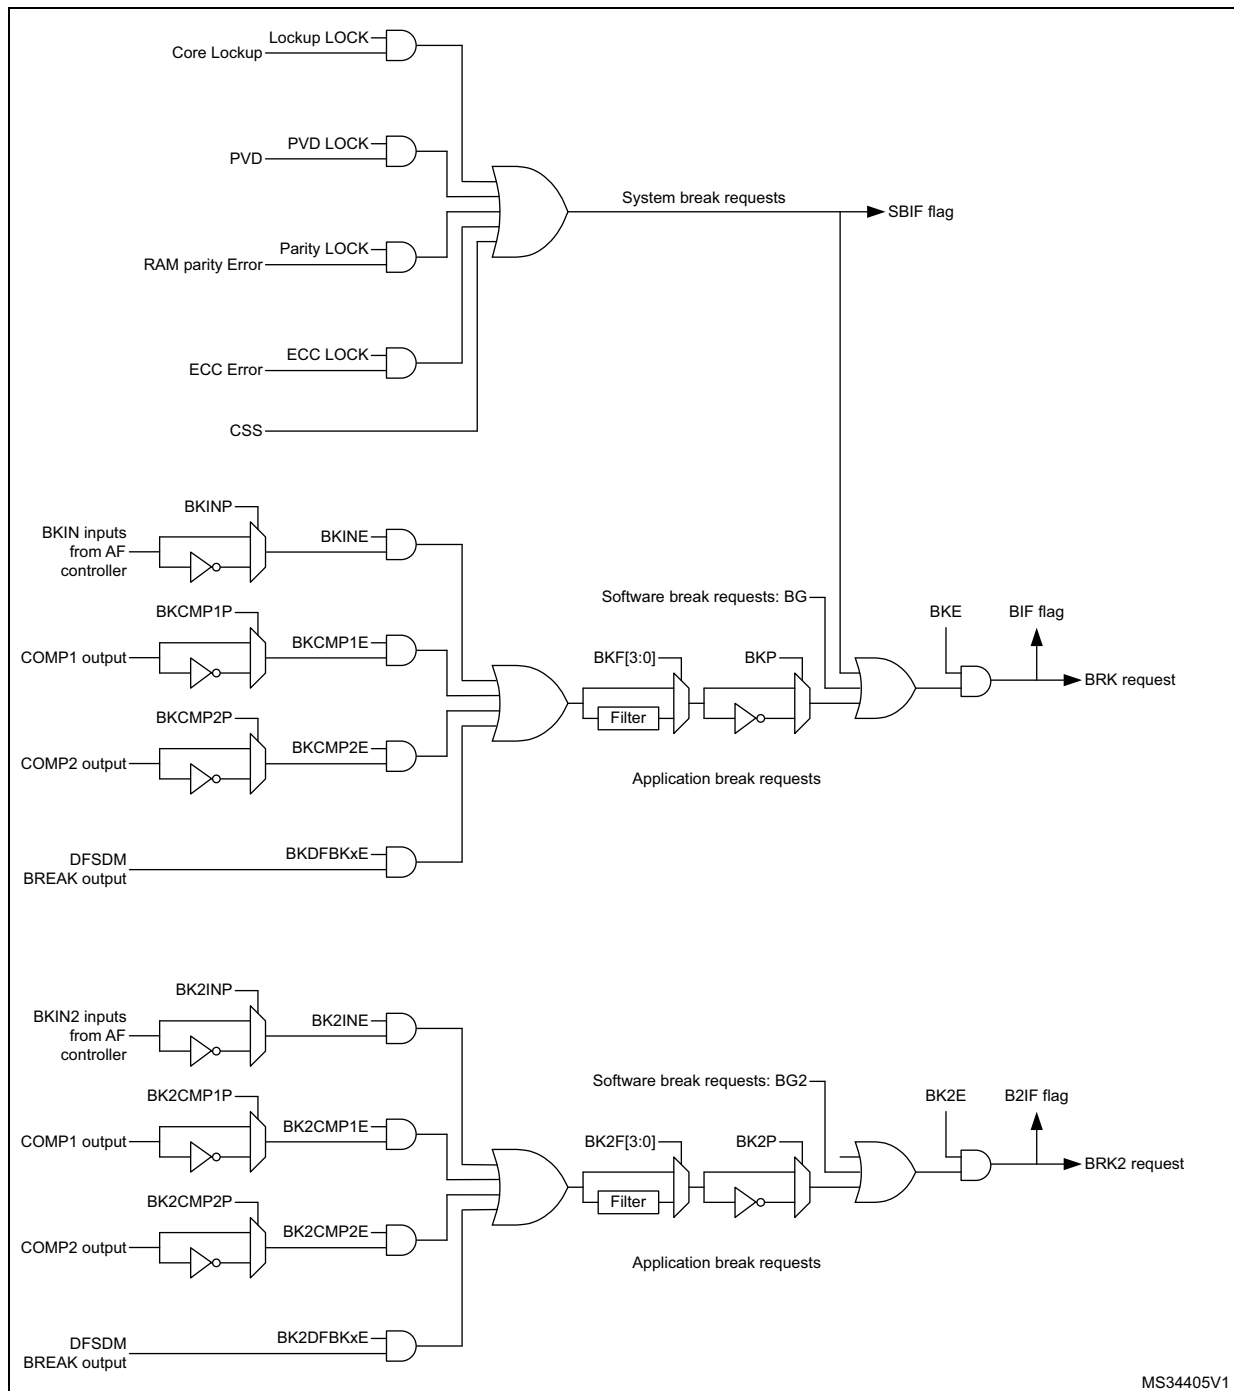 Lockup LOCK
Core Lockup
PVD LOCK
PVD
System break requests
SBIF flag
Parity LOCK
RAM parity Error
ECC LOCK
ECC Error
CSS
BKINP
BKIN inputs
from AF
controller
BKINE
BKCMP1P
Software break requests: BG
BKE
BIF flag
COMP1 output
BKCMP1E
BKF[3:0]
BKP
BRK request
Filter
BKCMP2P
COMP2 output
BKCMP2E
Application break requests
DFSDM
BREAK output
BKDFBKxE
BK2INP
BKIN2 inputs
from AF
controller
BK2INE
BK2CMP1P
Software break requests: BG2
BK2E
B2IF flag
COMP1 output
BK2CMP1E
BK2F[3:0]
BK2P
BRK2 request
Filter
BK2CMP2P
COMP2 output
BK2CMP2E
Application break requests
DFSDM
BREAK output
BK2DFBKxE
MS34405V1